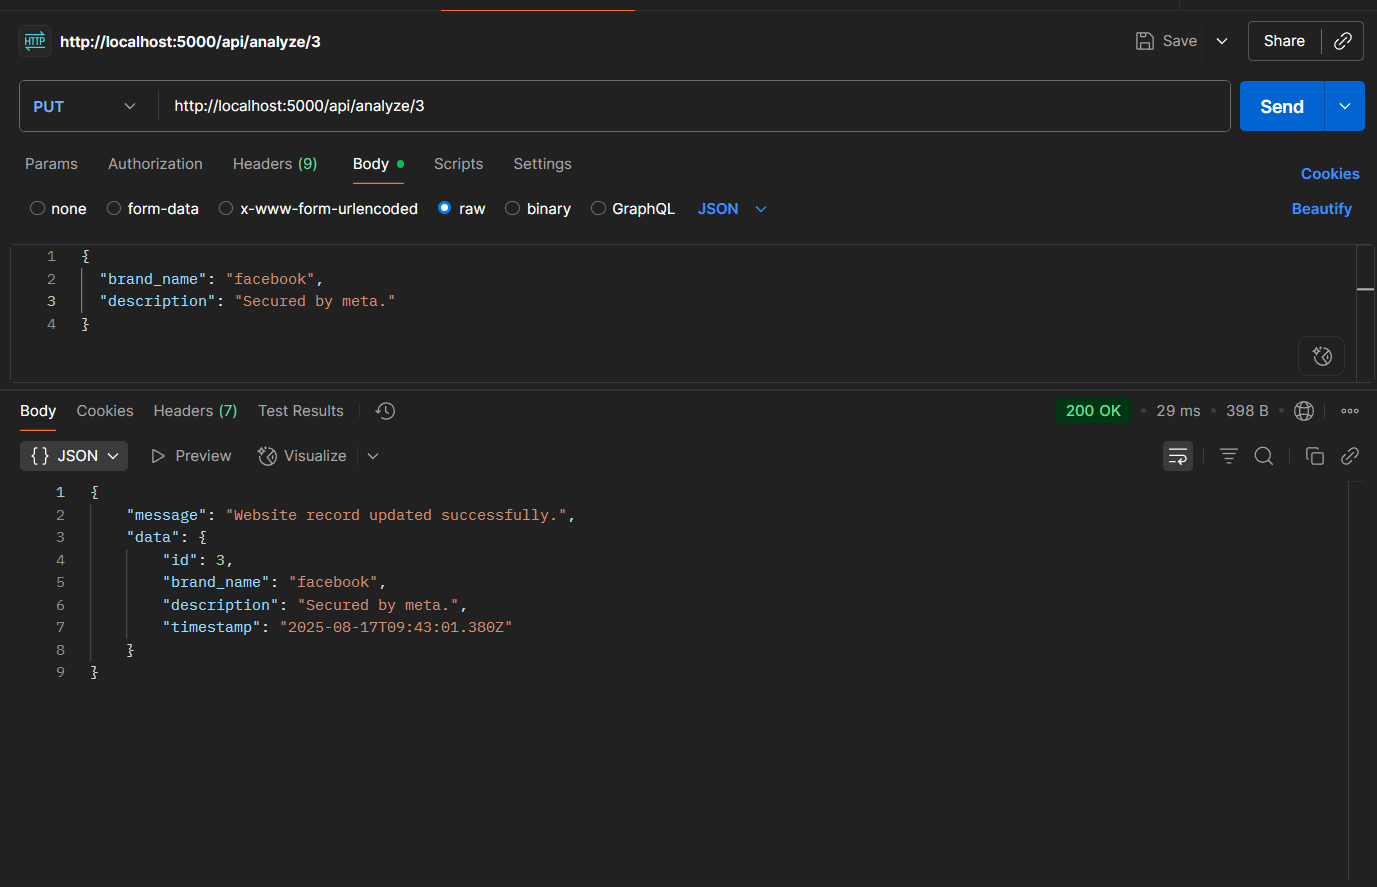 HTTP http://localhost:5000/api/analyze/3 Save Share
PUT http://localhost:5000/api/analyze/3 Send
Params Authorization Headers (9) Body Scripts Settings Cookies
none form-data x-www-form-urlencoded raw binary GraphQL JSON Beautify
1 {
2 "brand_name": "facebook",
3 "description": "Secured by meta."
4 }
Body Cookies Headers (7) Test Results 200 OK • 29 ms • 398 B •
{} JSON Preview Visualize
1 {
2 "message": "Website record updated successfully.",
3 "data": {
4 "id": 3,
5 "brand_name": "facebook",
6 "description": "Secured by meta.",
7 "timestamp": "2025-08-17T09:43:01.380Z"
8 }
9 }